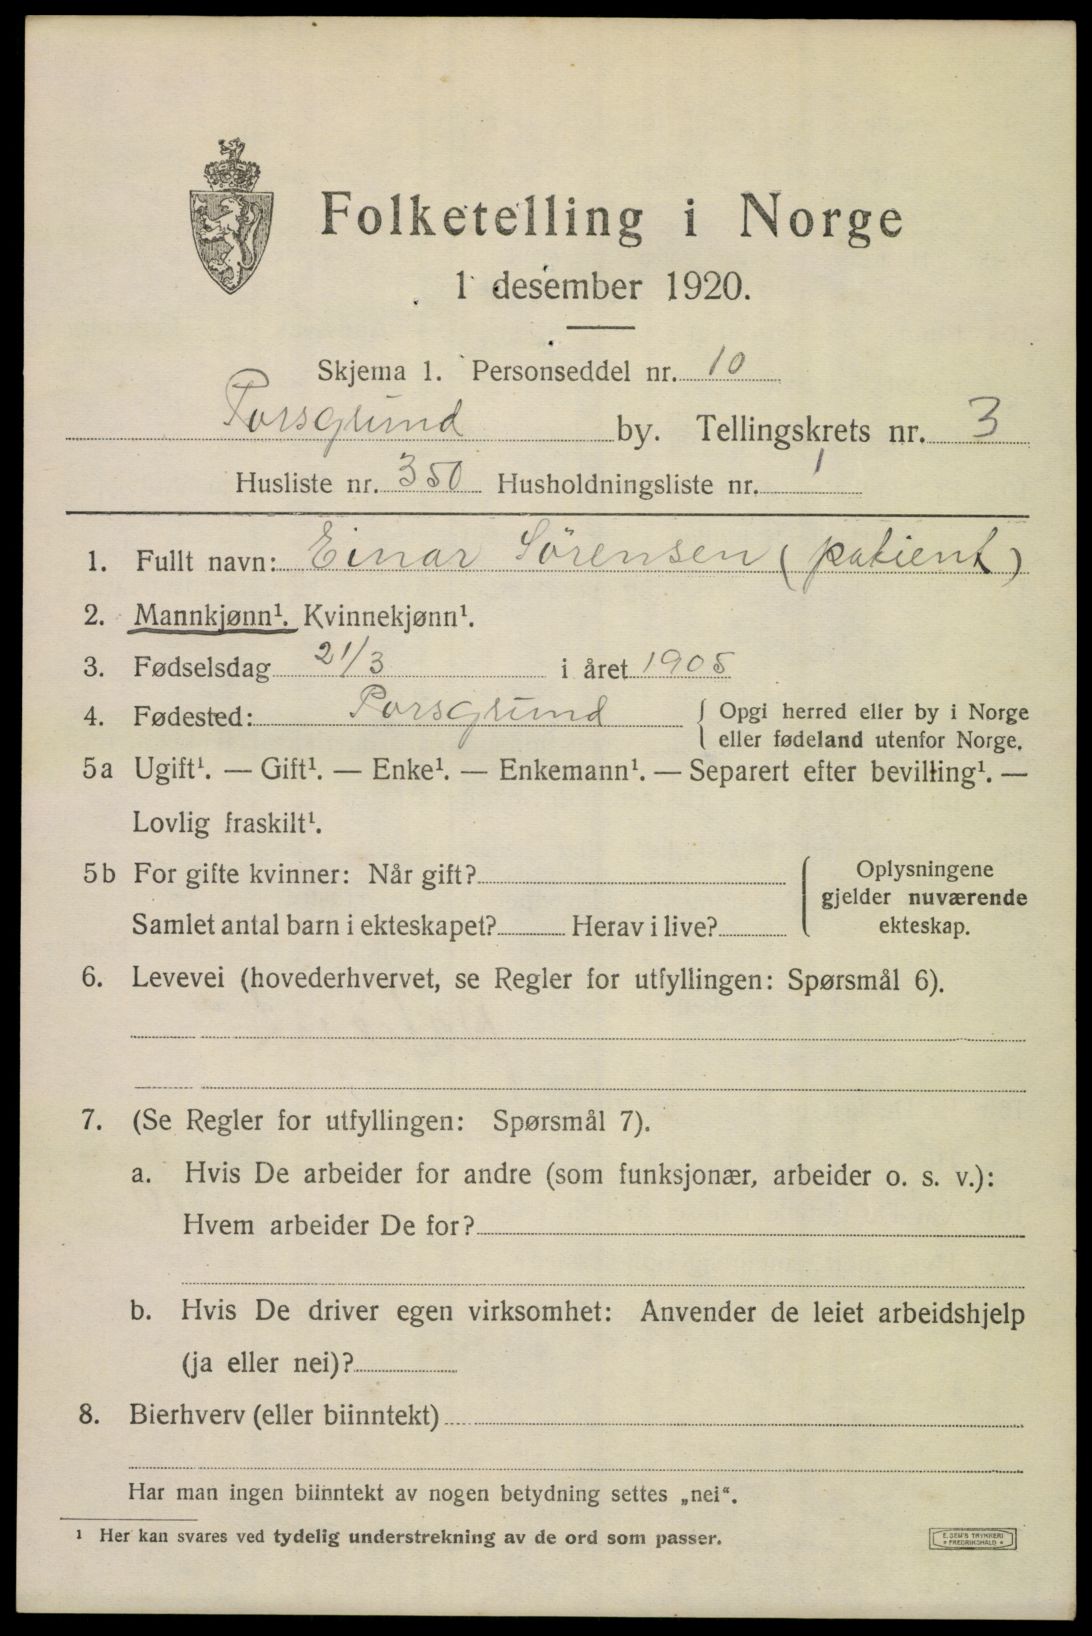 Folketelling i Norge
1 desember 1920.
Skjema 1. Personseddel nr. 10
Porsgrund by. Tellingskrets nr. 3
Husliste nr. 350 Husholdningsliste nr. 1
1. Fullt navn: Einar Sörensen (patient)
2. Mannkjønn¹. Kvinnekjønn¹.
3. Fødselsdag 21/3 i året 1905
4. Fødested: Porsgrund { Opgi herred eller by i Norge
eller fødeland utenfor Norge.
5a Ugift¹. — Gift¹. — Enke¹. — Enkemann¹. — Separert efter bevilling¹. —
Lovlig fraskilt¹.
5b For gifte kvinner: Når gift? { Oplysningene
gjelder nuværende
Samlet antal barn i ekteskapet? Herav i live? ekteskap.
6. Levevei (hovederhvervet, se Regler for utfyllingen: Spørsmål 6).
7. (Se Regler for utfyllingen: Spørsmål 7).
a. Hvis De arbeider for andre (som funksjonær, arbeider o. s. v.):
Hvem arbeider De for?
b. Hvis De driver egen virksomhet: Anvender de leiet arbeidshjelp
(ja eller nei)?
8. Bierhverv (eller biinntekt)
Har man ingen biinntekt av nogen betydning settes „nei“.
¹ Her kan svares ved tydelig understrekning av de ord som passer.
E. SEM'S TRYKKERI
* FREDRIKSHALD *